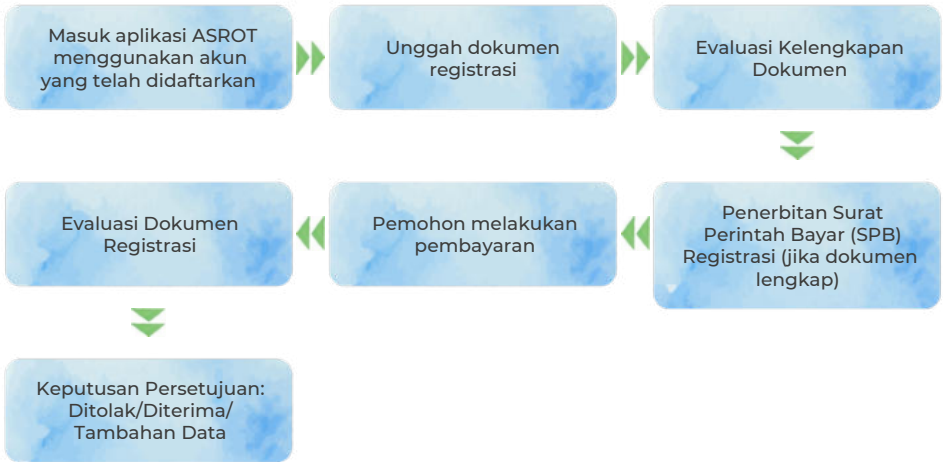 Masuk aplikasi ASROT
menggunakan akun
yang telah didaftarkan
Unggah dokumen
registrasi
Evaluasi Kelengkapan
Dokumen
Penerbitan Surat
Perintah Bayar (SPB)
Registrasi (jika dokumen
lengkap)
Pemohon melakukan
pembayaran
Evaluasi Dokumen
Registrasi
Keputusan Persetujuan:
Ditolak/Diterima/
Tambahan Data